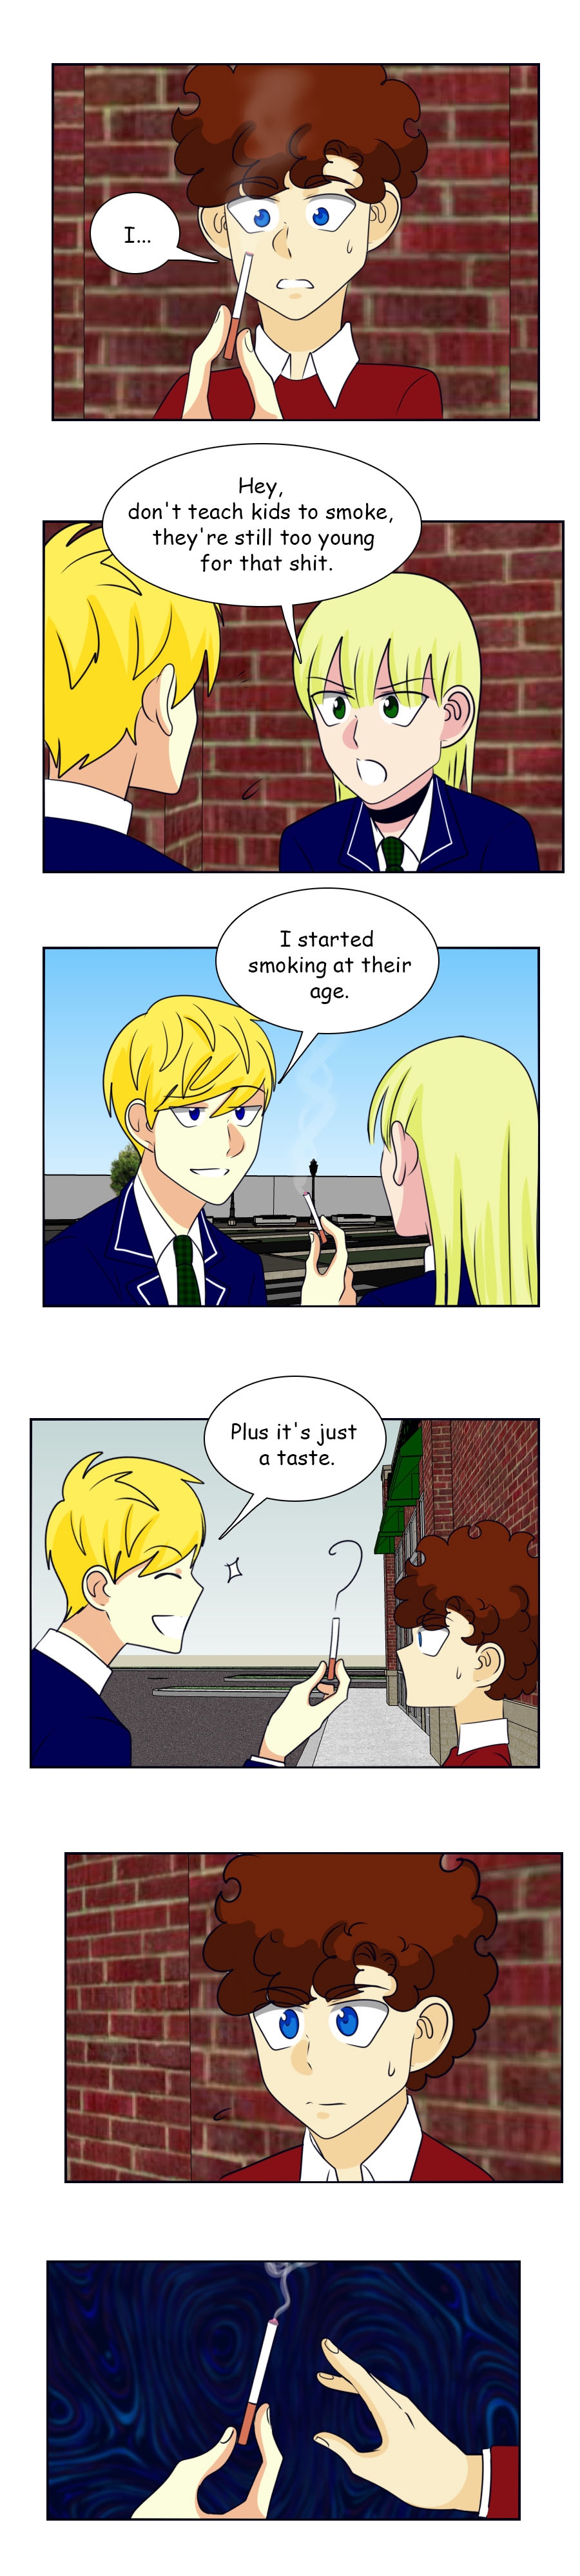 I...
Hey,
don't teach kids to smoke,
they're still too young
for that shit.
I started
smoking at their
age.
Plus it's just
a taste.